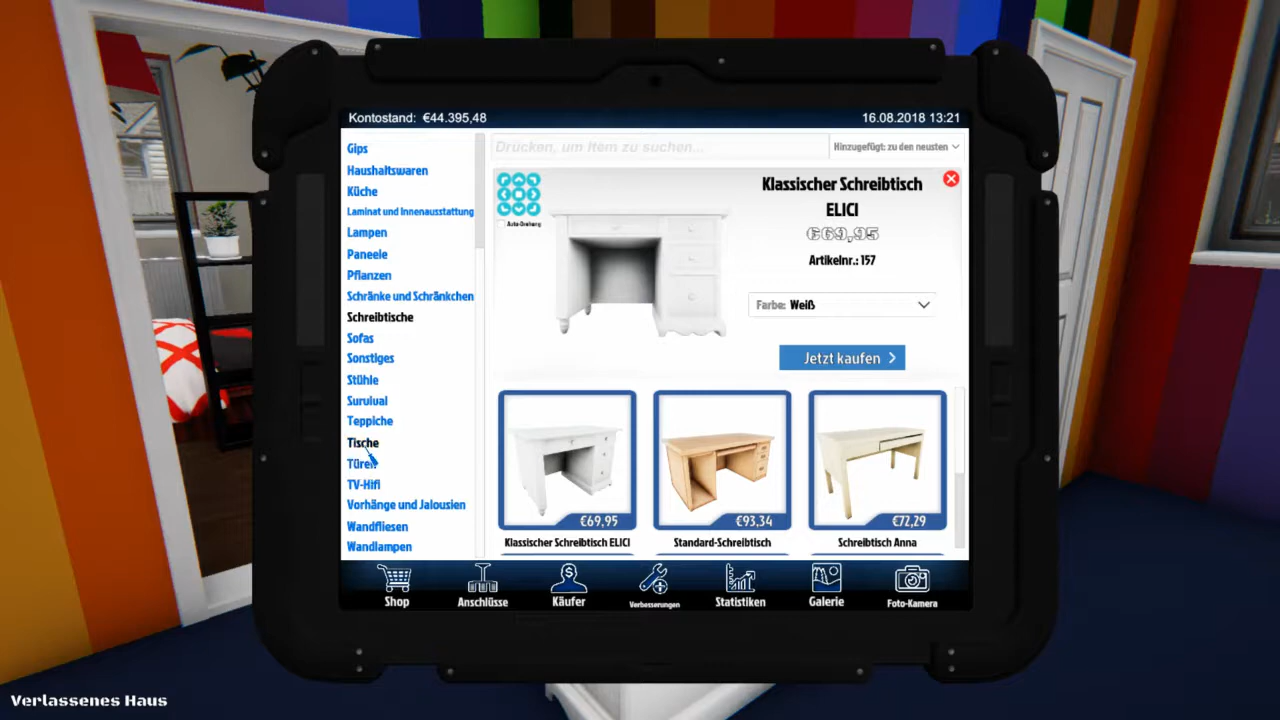 Kontostand: €44.395,48
16.08.2018 13:21
Gips
Haushaltswaren
Küche
Laminat und Innenausstattung
Lampen
Paneele
Pflanzen
Schränke und Schränkchen
Schreibtische
Sofas
Sonstiges
Stühle
Survival
Teppiche
Tische
Türen
TV-Hifi
Vorhänge und Jalousien
Wandfliesen
Wandlampen
Drücken, um Item zu suchen...
Hinzugefügt: zu den neusten
Auto-Drehung
Klassischer Schreibtisch
ELICI
€69,95
Artikelnr.: 157
Farbe: Weiß
Jetzt kaufen
€69,95
Klassischer Schreibtisch ELICI
€93,34
Standard-Schreibtisch
€72,29
Schreibtisch Anna
Shop
Anschlüsse
Käufer
Verbesserungen
Statistiken
Galerie
Foto-Kamera
Verlassenes Haus